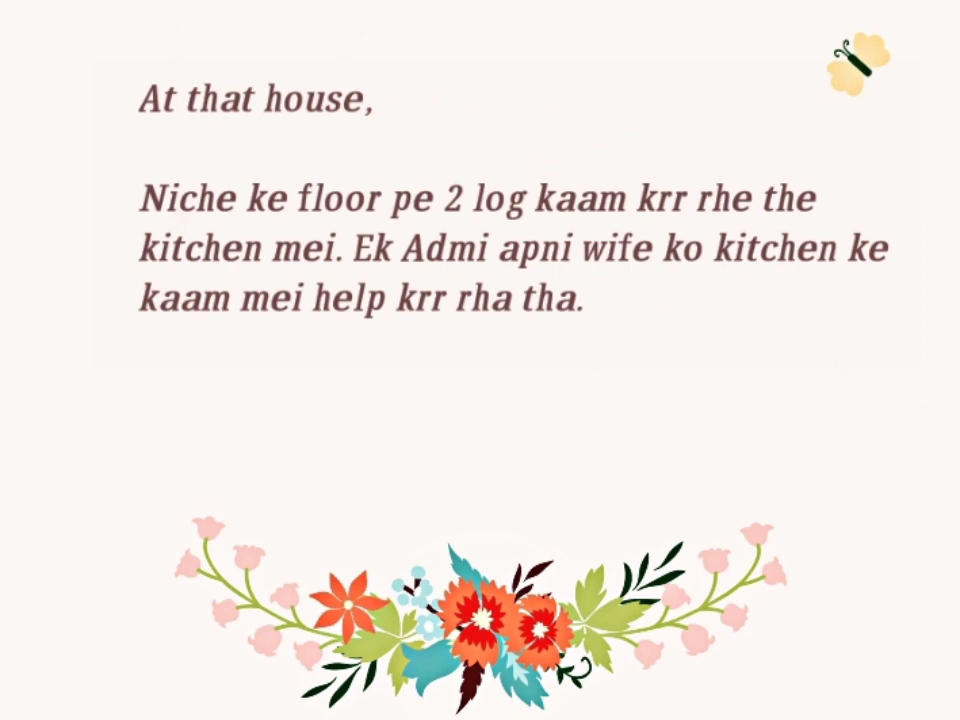 At that house,
Niche ke floor pe 2 log kaam krr rhe the
kitchen mei. Ek Admi apni wife ko kitchen ke
kaam mei help krr rha tha.